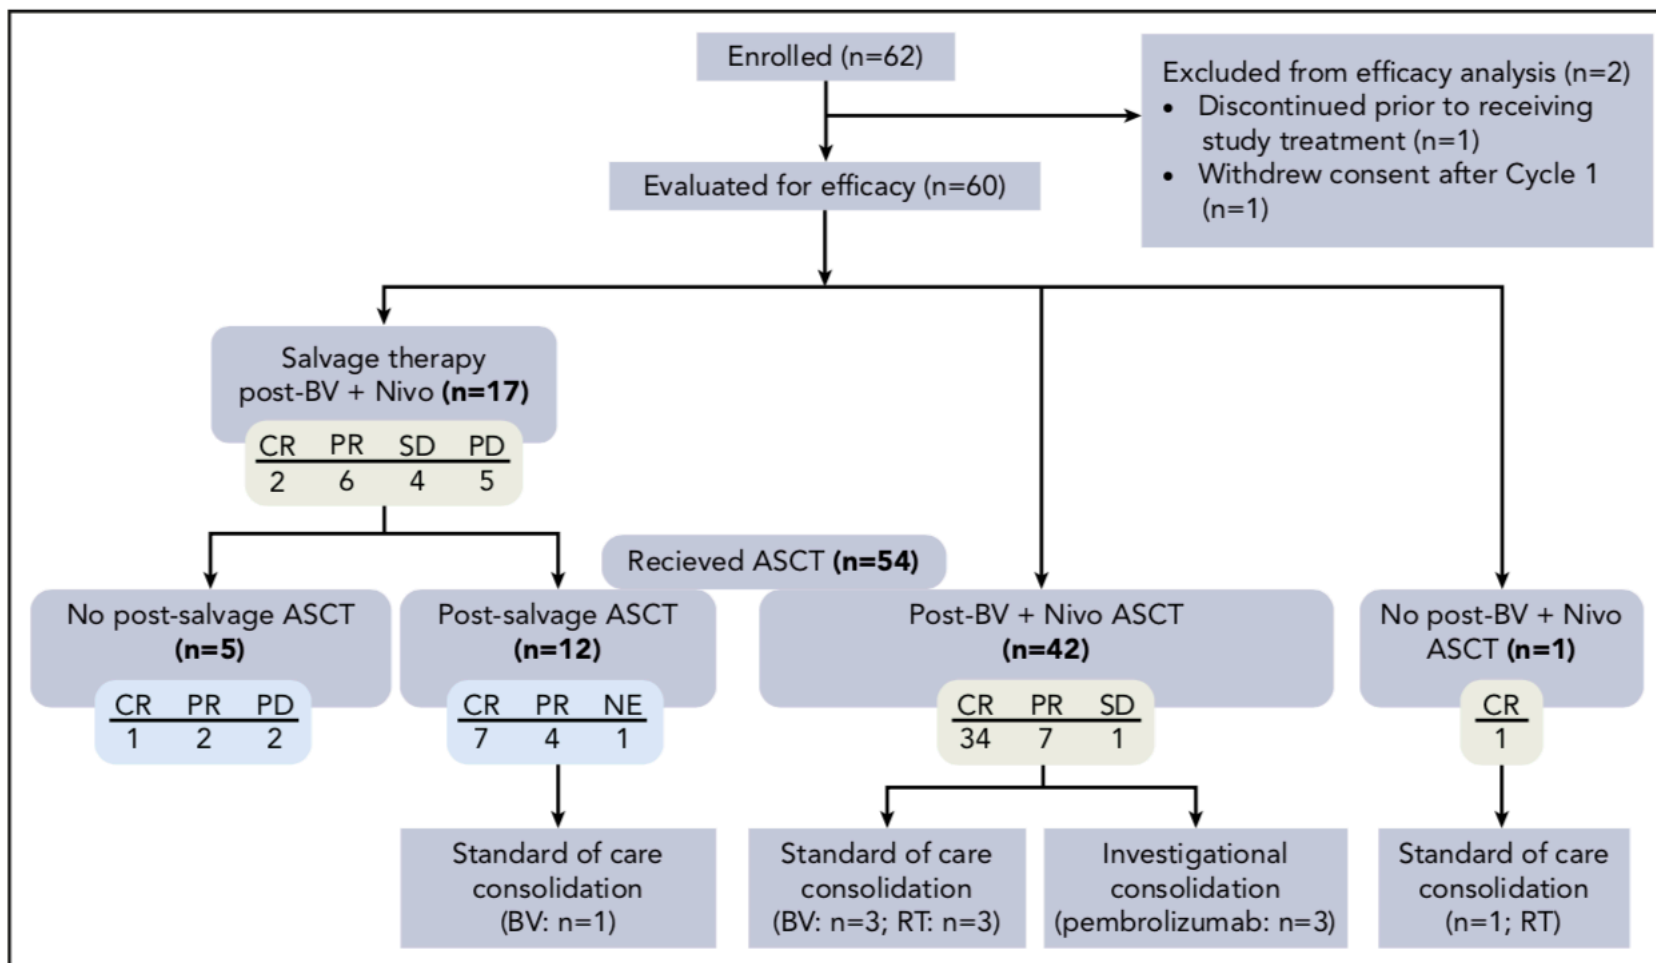 Enrolled (n=62)
Excluded from efficacy analysis (n=2)
• Discontinued prior to receiving
study treatment (n=1)
• Withdrew consent after Cycle 1
(n=1)
Evaluated for efficacy (n=60)
Salvage therapy
post-BV + Nivo (n=17)
CR PR SD PD
2 6 4 5
Recieved ASCT (n=54)
No post-salvage ASCT
(n=5)
CR PR PD
1 2 2
Post-salvage ASCT
(n=12)
CR PR NE
7 4 1
Post-BV + Nivo ASCT
(n=42)
CR PR SD
34 7 1
No post-BV + Nivo
ASCT (n=1)
CR
1
Standard of care
consolidation
(BV: n=1)
Standard of care
consolidation
(BV: n=3; RT: n=3)
Investigational
consolidation
(pembrolizumab: n=3)
Standard of care
consolidation
(n=1; RT)